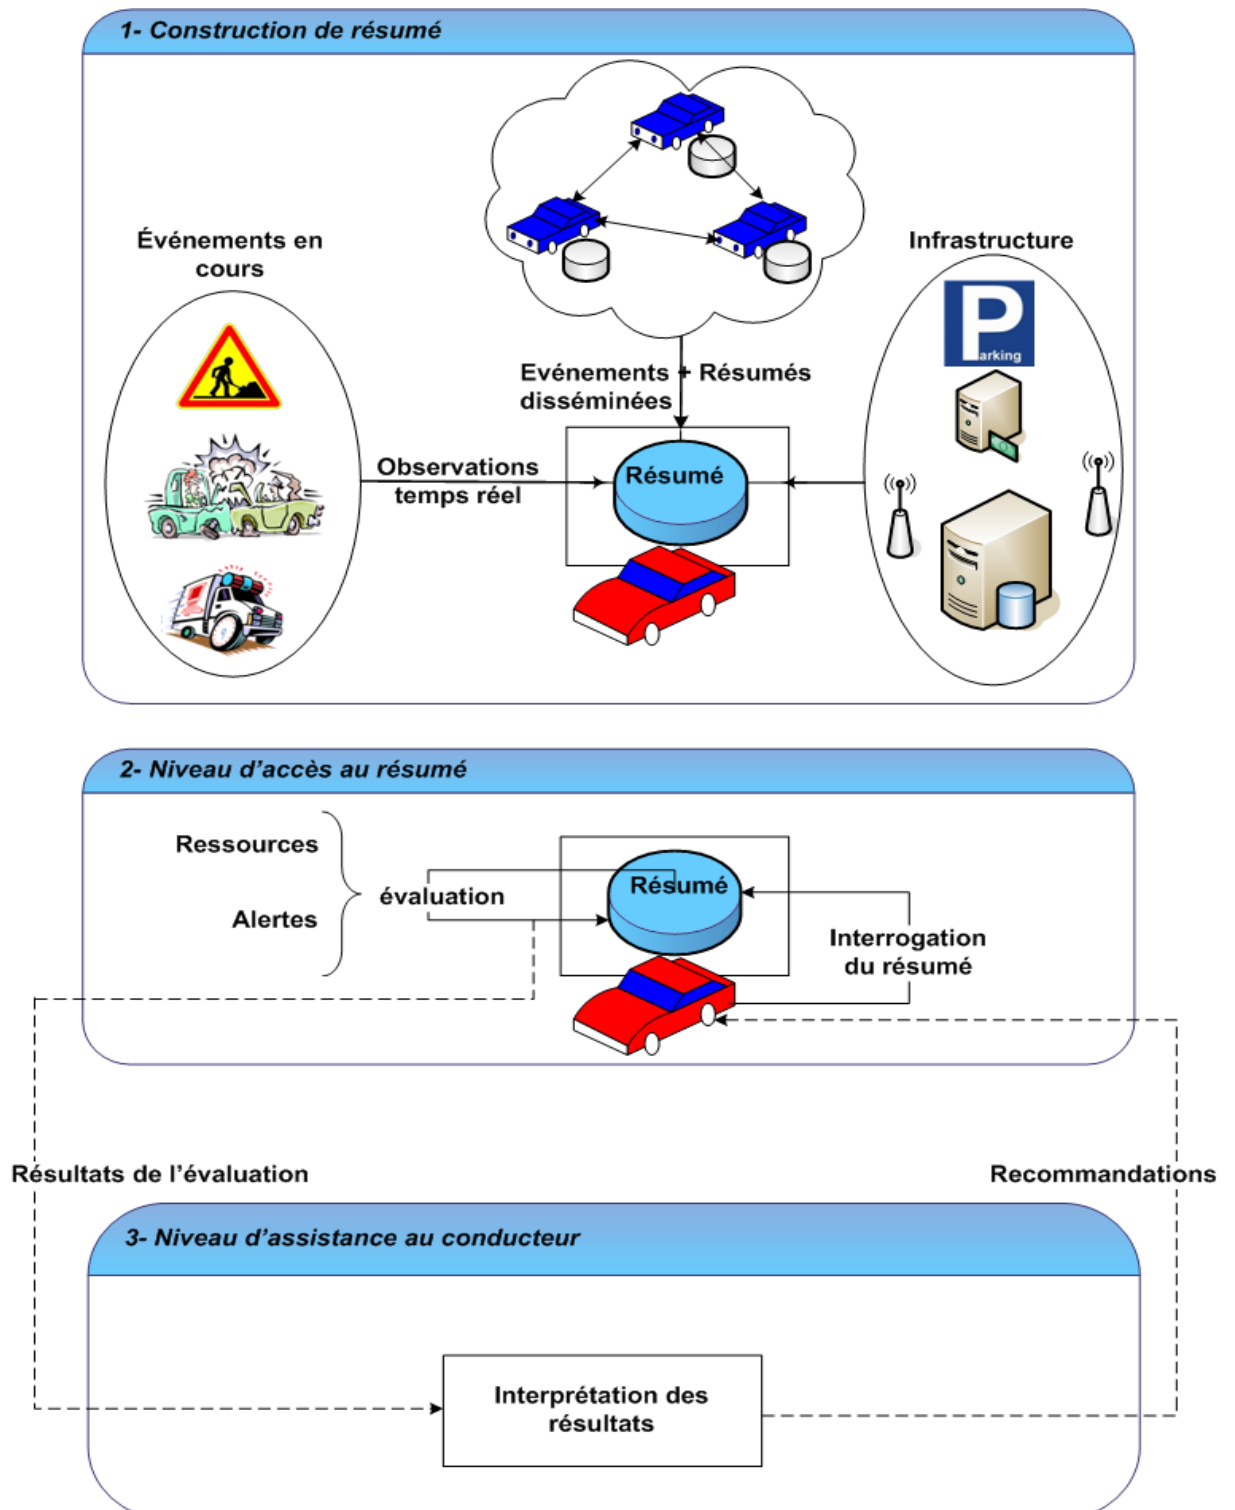 1- Construction de résumé
Événements en
cours
Infrastructure
P
arking
Evénements + Résumés
disséminées
Observations
temps réel
Résumé
2- Niveau d'accès au résumé
Ressources
Alertes
évaluation
Résumé
Interrogation
du résumé
Résultats de l'évaluation
Recommandations
3- Niveau d'assistance au conducteur
Interprétation des
résultats